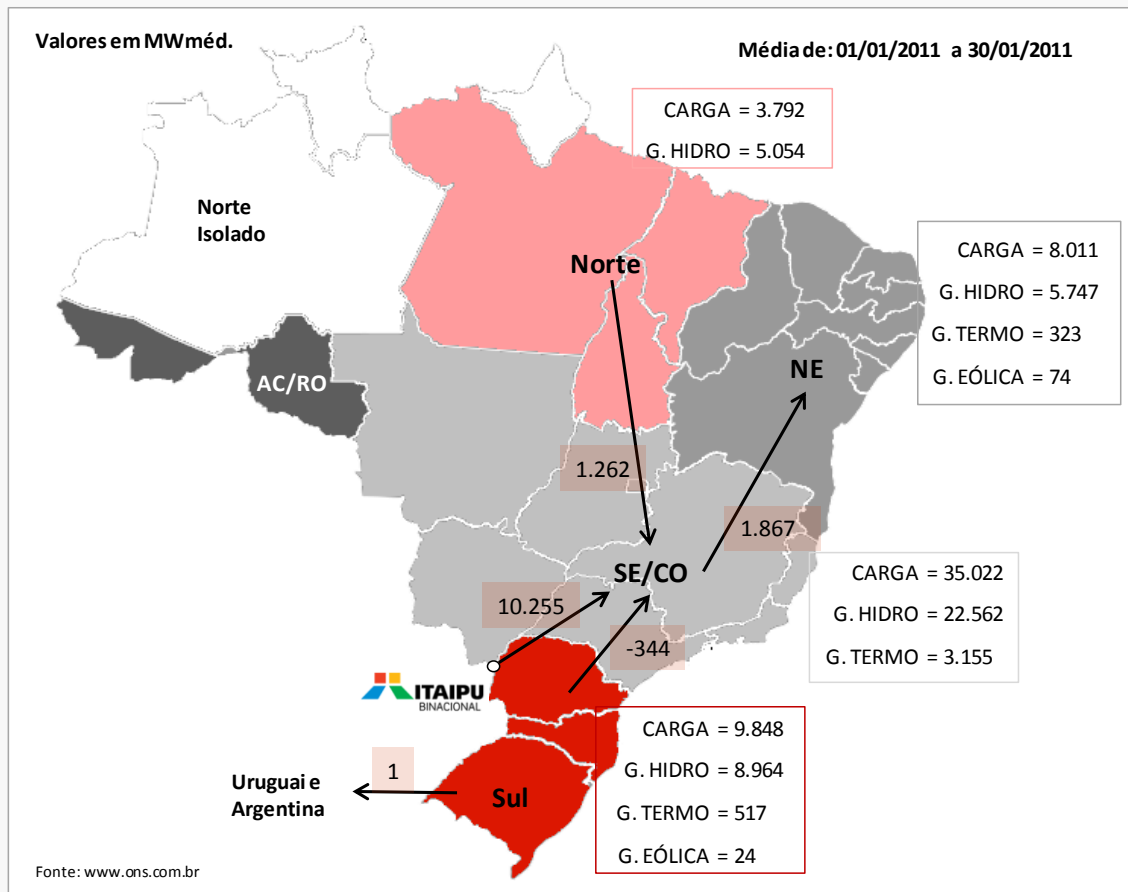 Valores em MWméd.
Média de: 01/01/2011 a 30/01/2011
CARGA = 3.792
G. HIDRO = 5.054
Norte
Isolado
Norte
CARGA = 8.011
G. HIDRO = 5.747
G. TERMO = 323
G. EÓLICA = 74
AC/RO
NE
1.262
1.867
SE/CO
CARGA = 35.022
G. HIDRO = 22.562
G. TERMO = 3.155
10.255
-344
ITAIPU
BINACIONAL
CARGA = 9.848
G. HIDRO = 8.964
G. TERMO = 517
G. EÓLICA = 24
1
Uruguai e
Argentina
Sul
Fonte: www.ons.com.br